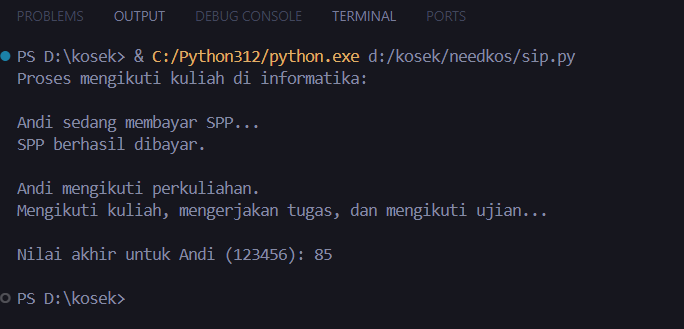 PROBLEMS OUTPUT DEBUG CONSOLE TERMINAL PORTS
PS D:\kosek> & C:/Python312/python.exe d:/kosek/needkos/sip.py
Proses mengikuti kuliah di informatika:
Andi sedang membayar SPP...
SPP berhasil dibayar.
Andi mengikuti perkuliahan.
Mengikuti kuliah, mengerjakan tugas, dan mengikuti ujian...
Nilai akhir untuk Andi (123456): 85
PS D:\kosek>